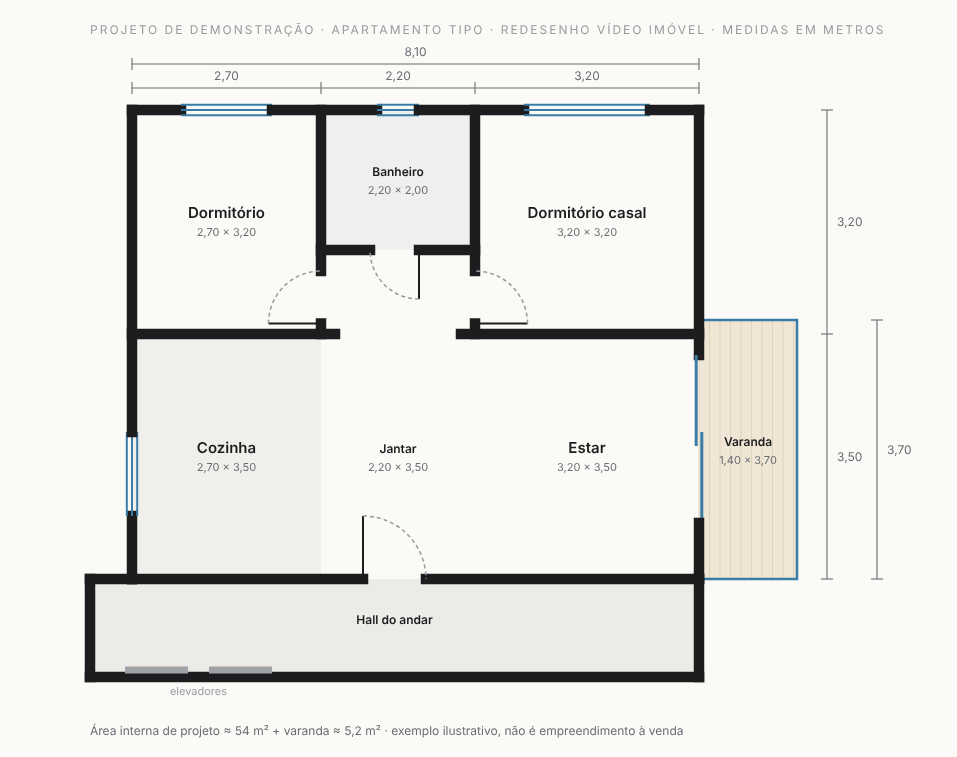 PROJETO DE DEMONSTRAÇÃO · APARTAMENTO TIPO · REDESENHO VÍDEO IMÓVEL · MEDIDAS EM METROS
8,10
2,70
2,20
3,20
Banheiro
2,20 × 2,00
Dormitório
2,70 × 3,20
Dormitório casal
3,20 × 3,20
3,20
Cozinha
2,70 × 3,50
Jantar
2,20 × 3,50
Estar
3,20 × 3,50
Varanda
1,40 × 3,70
3,50
3,70
Hall do andar
elevadores
Área interna de projeto ≈ 54 m² + varanda ≈ 5,2 m² · exemplo ilustrativo, não é empreendimento à venda